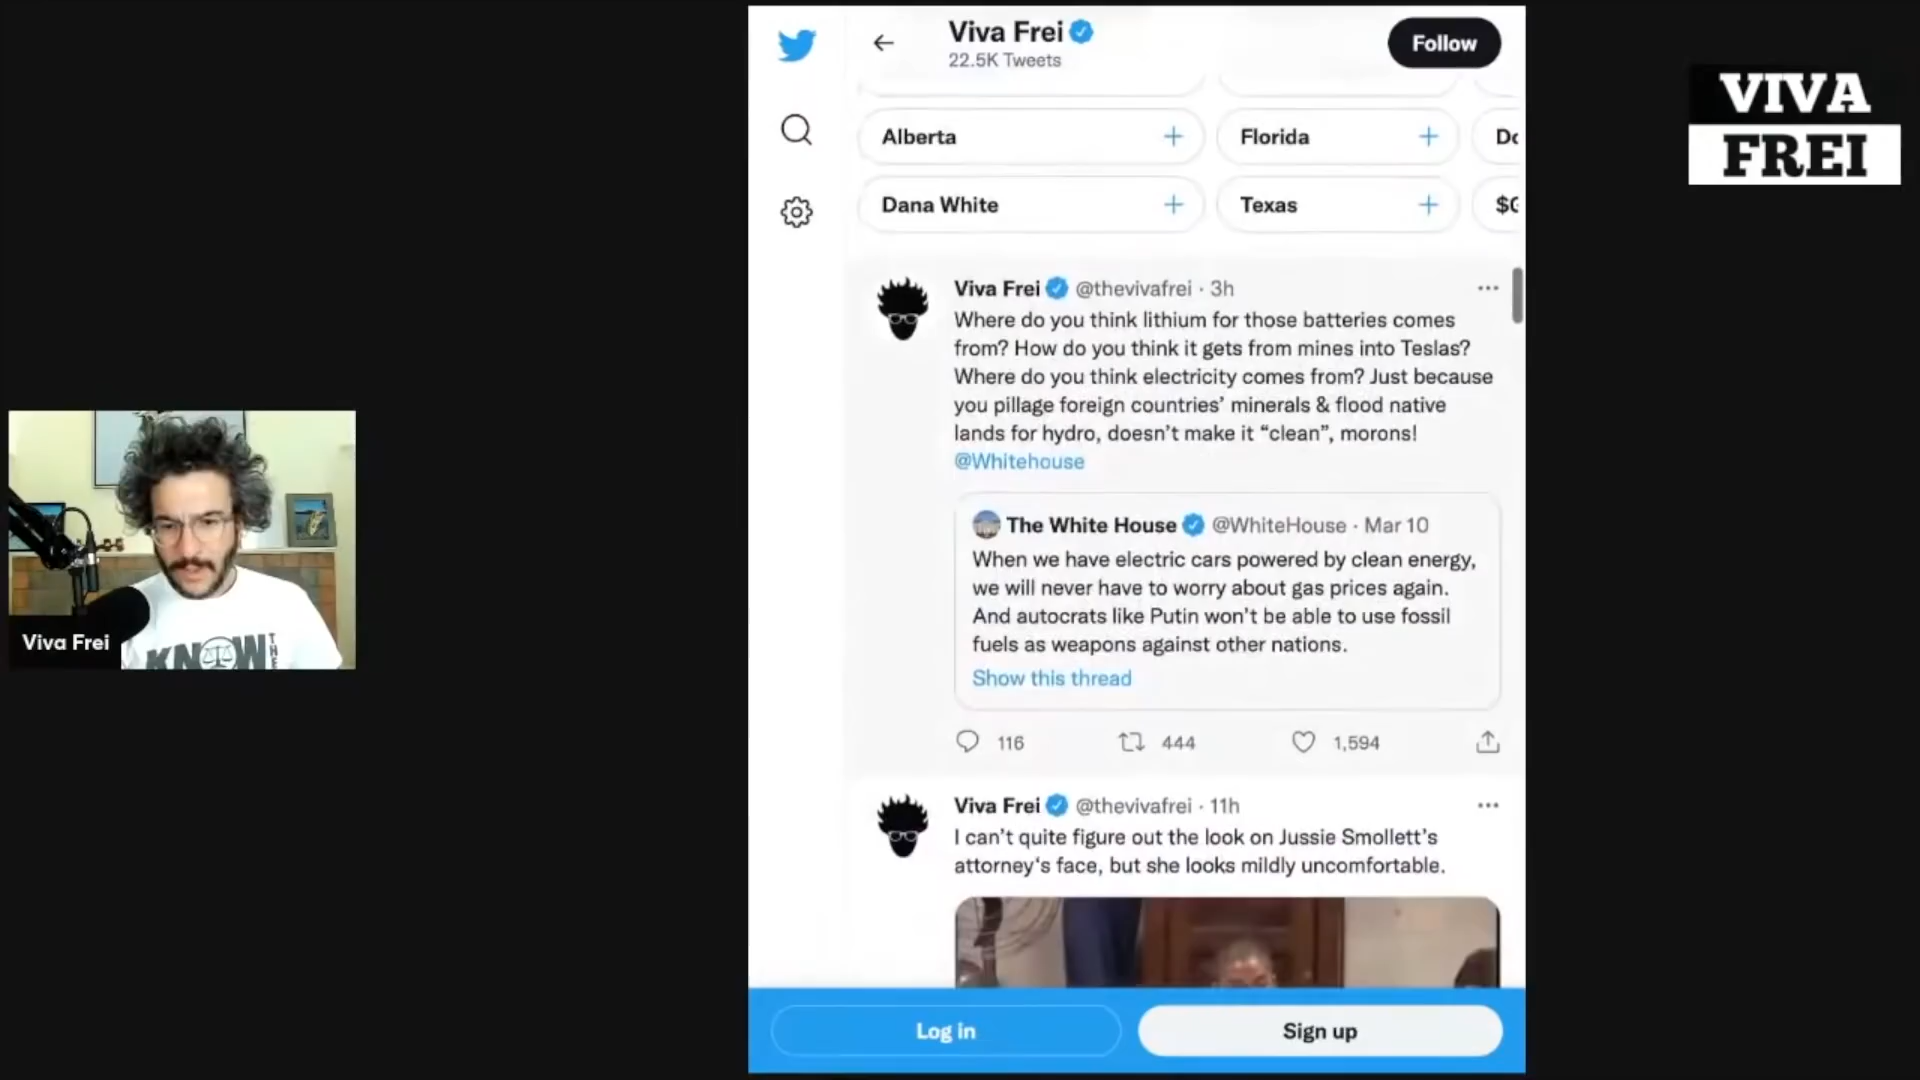 Viva Frei
22.5K Tweets
Follow
VIVA
FREI
Alberta
Florida
Dana White
Texas
Viva Frei @thevivafrei · 3h
Where do you think lithium for those batteries comes
from? How do you think it gets from mines into Teslas?
Where do you think electricity comes from? Just because
you pillage foreign countries’ minerals & flood native
lands for hydro, doesn’t make it “clean”, morons!
@Whitehouse
The White House @WhiteHouse · Mar 10
When we have electric cars powered by clean energy,
we will never have to worry about gas prices again.
And autocrats like Putin won’t be able to use fossil
fuels as weapons against other nations.
Show this thread
116 444 1,594
Viva Frei @thevivafrei · 11h
I can’t quite figure out the look on Jussie Smollett’s
attorney‘s face, but she looks mildly uncomfortable.
Log in
Sign up
Viva Frei
KNOW
THE